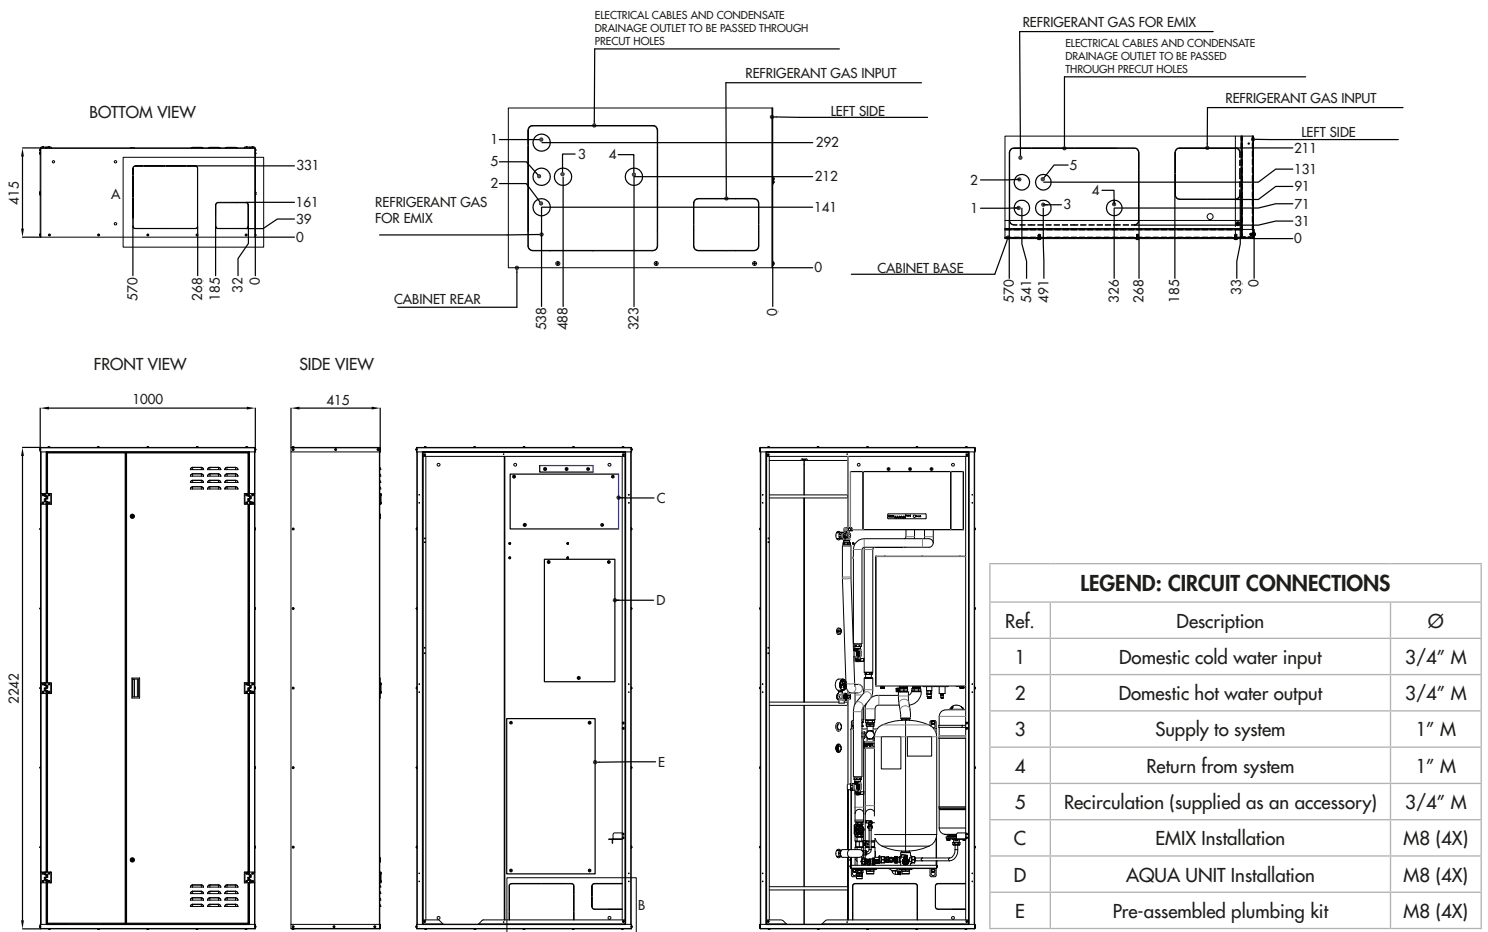 BOTTOM VIEW
415
A
331
161
39
0
570
268
185
32
0
ELECTRICAL CABLES AND CONDENSATE
DRAINAGE OUTLET TO BE PASSED THROUGH
PRECUT HOLES
REFRIGERANT GAS INPUT
LEFT SIDE
1
5
2
3
4
292
212
141
0
REFRIGERANT GAS
FOR EMIX
CABINET REAR
538
488
323
0
REFRIGERANT GAS FOR EMIX
ELECTRICAL CABLES AND CONDENSATE
DRAINAGE OUTLET TO BE PASSED
THROUGH PRECUT HOLES
REFRIGERANT GAS INPUT
LEFT SIDE
2
1
5
3
4
211
131
91
71
31
0
CABINET BASE
570
541
491
326
268
185
33
0
FRONT VIEW
1000
2242
SIDE VIEW
415
C
D
E
B
LEGEND: CIRCUIT CONNECTIONS
Ref. Description Ø
1 Domestic cold water input 3/4” M
2 Domestic hot water output 3/4” M
3 Supply to system 1” M
4 Return from system 1” M
5 Recirculation (supplied as an accessory) 3/4” M
C EMIX Installation M8 (4X)
D AQUA UNIT Installation M8 (4X)
E Pre-assembled plumbing kit M8 (4X)